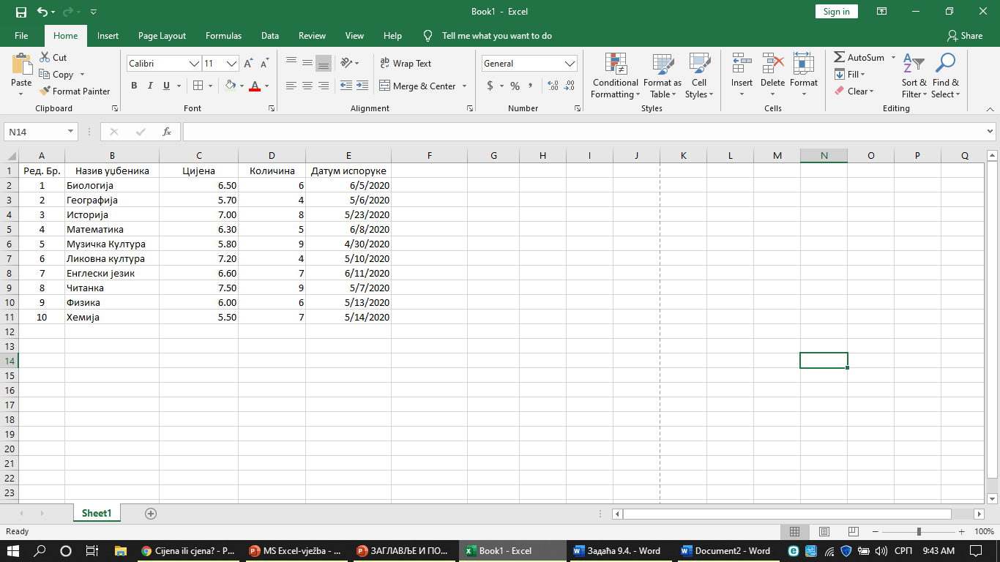 Book1 - Excel
Sign in
File Home Insert Page Layout Formulas Data Review View Help Tell me what you want to do Share
Paste Cut Copy Format Painter Clipboard
Calibri 11 A A B I U A Font
ab Wrap Text Merge & Center Alignment
General $ % , .0 .00 .00 .0 Number
Conditional Formatting Format as Table Cell Styles Styles
Insert Delete Format Cells
AutoSum Fill Clear Sort & Filter Find & Select Editing
N14 fx
A B C D E F G H I J K L M N O P Q
1 Ред. Бр. Назив уџбеника Цијена Количина Датум испоруке
2 1 Биологија 6.50 6 6/5/2020
3 2 Географија 5.70 4 5/6/2020
4 3 Историја 7.00 8 5/23/2020
5 4 Математика 6.30 5 6/8/2020
6 5 Музичка Култура 5.80 9 4/30/2020
7 6 Ликовна култура 7.20 4 5/10/2020
8 7 Енглески језик 6.60 7 6/11/2020
9 8 Читанка 7.50 9 5/7/2020
10 9 Физика 6.00 6 5/13/2020
11 10 Хемија 5.50 7 5/14/2020
12
13
14
15
16
17
18
19
20
21
22
23
Sheet1
Ready 100%
Cijena ili cjena? - P... MS Excel-vježba - ... ЗАГЛАВЉЕ И ПО... Book1 - Excel Задаћа 9.4. - Word Document2 - Word СРП 9:43 AM